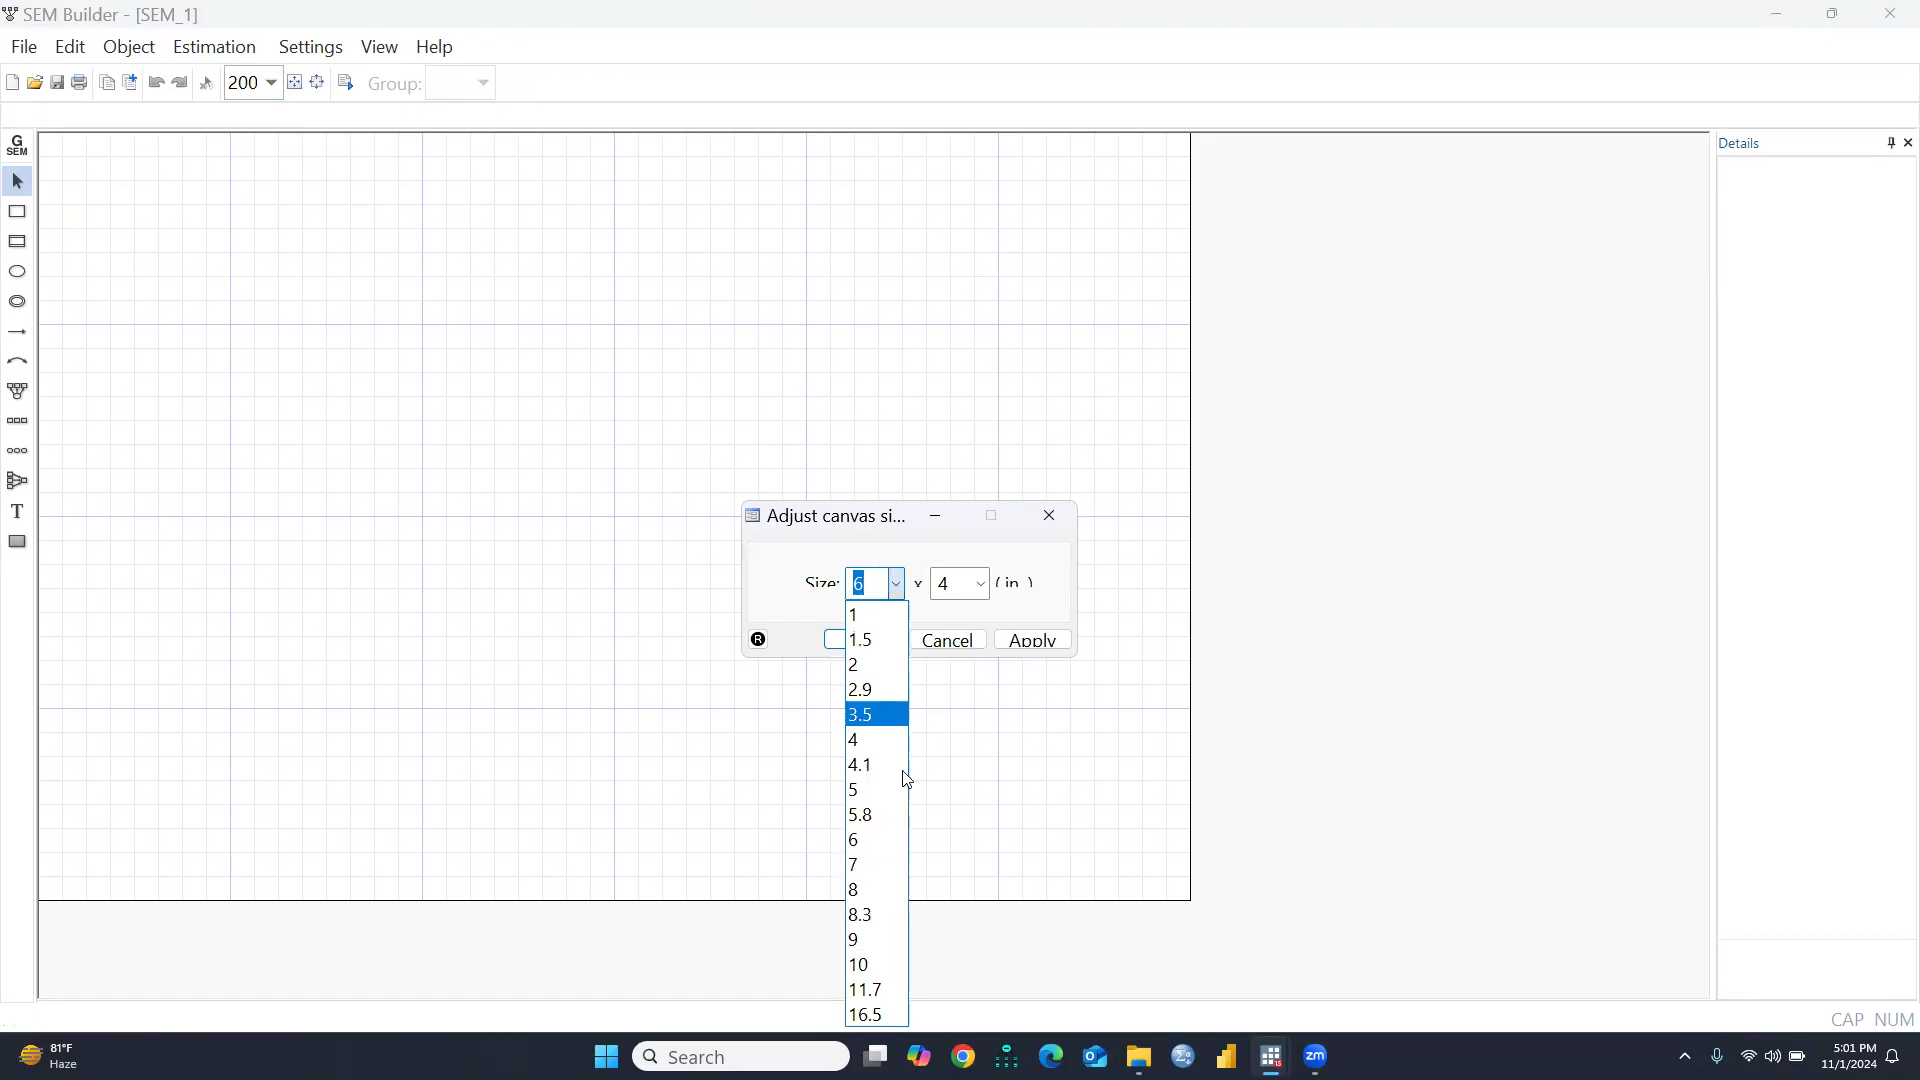 SEM Builder - [SEM_1]
File Edit Object Estimation Settings View Help
200 Group:
G
SEM
Details
T
Adjust canvas si...
Size: 6 x 4 ( in )
1
R 1.5 Cancel Apply
2
2.9
3.5
4
4.1
5
5.8
6
7
8
8.3
9
10
11.7
16.5
CAP NUM
81°F
Haze
Search
zm
5:01 PM
11/1/2024